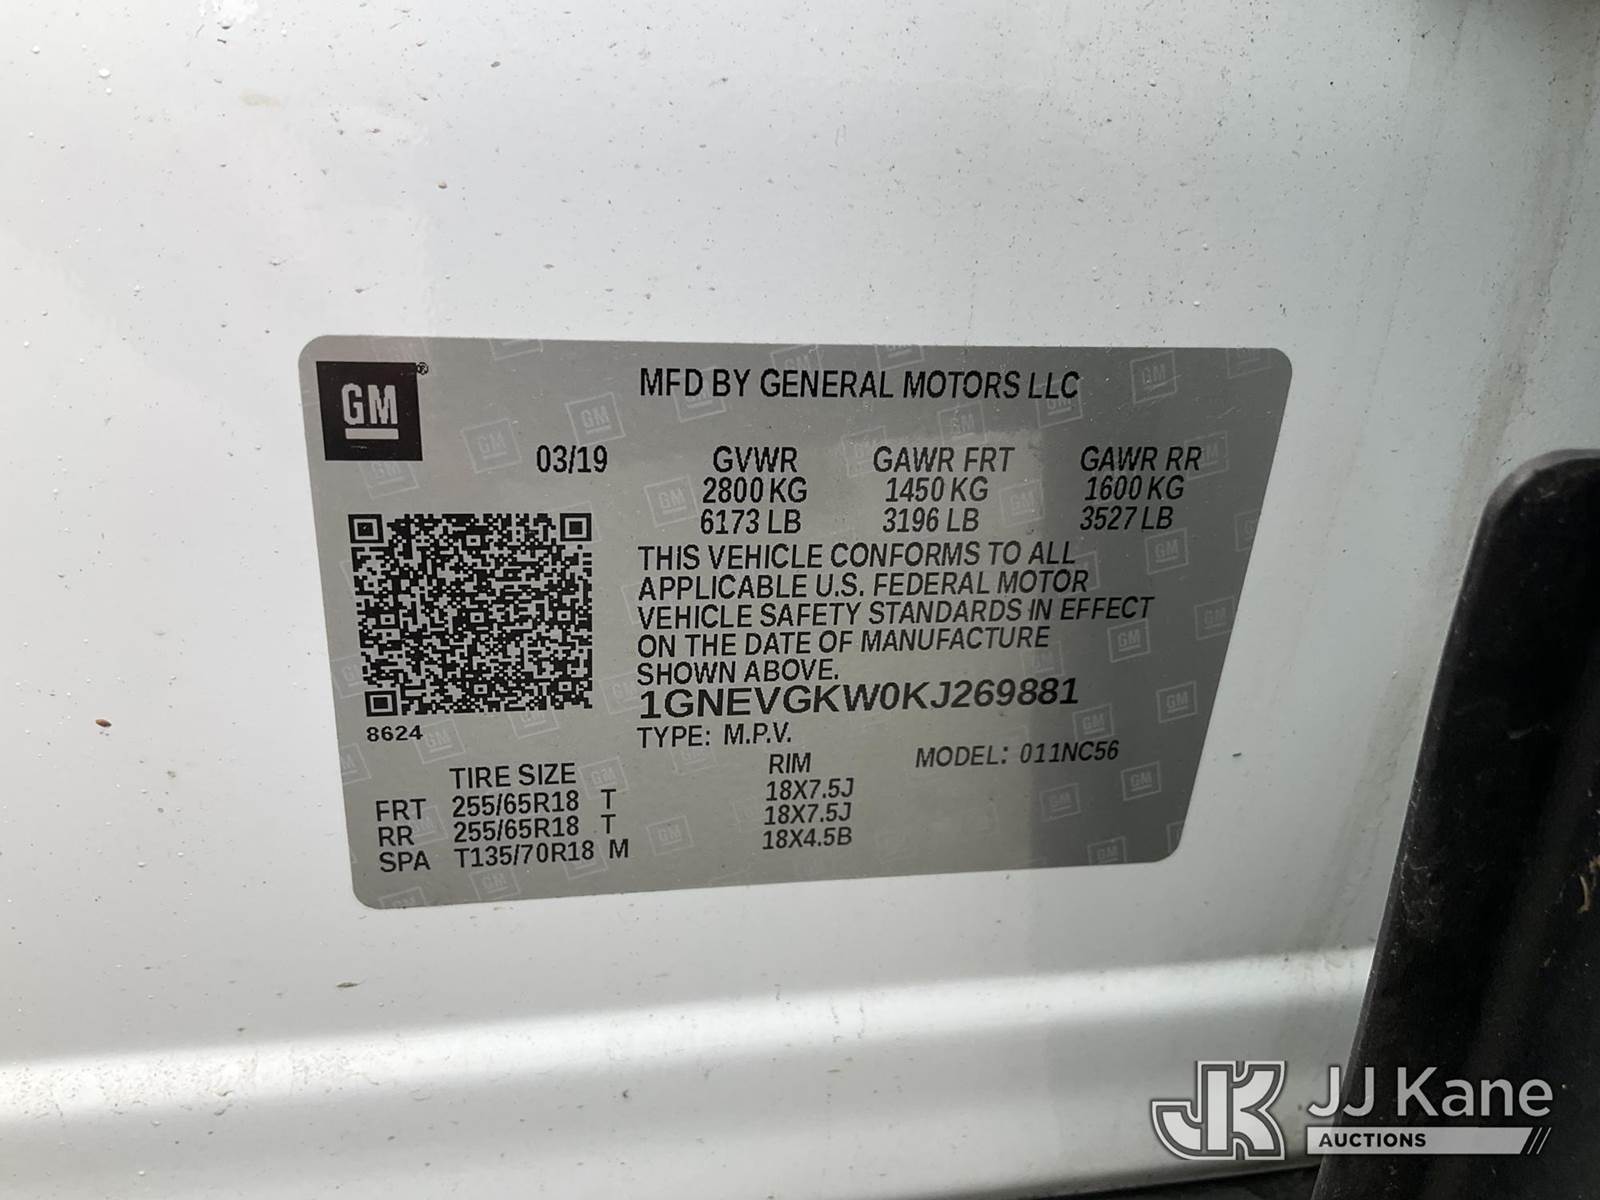 GM®
MFD BY GENERAL MOTORS LLC
03/19 GVWR GAWR FRT GAWR RR
2800 KG 1450 KG 1600 KG
6173 LB 3196 LB 3527 LB
THIS VEHICLE CONFORMS TO ALL
APPLICABLE U.S. FEDERAL MOTOR
VEHICLE SAFETY STANDARDS IN EFFECT
ON THE DATE OF MANUFACTURE
SHOWN ABOVE.
1GNEVGKW0KJ269881
8624
TYPE: M.P.V.
MODEL: 011NC56
TIRE SIZE RIM
FRT 255/65R18 T 18X7.5J
RR 255/65R18 T 18X7.5J
SPA T135/70R18 M 18X4.5B
JK JJ Kane
AUCTIONS